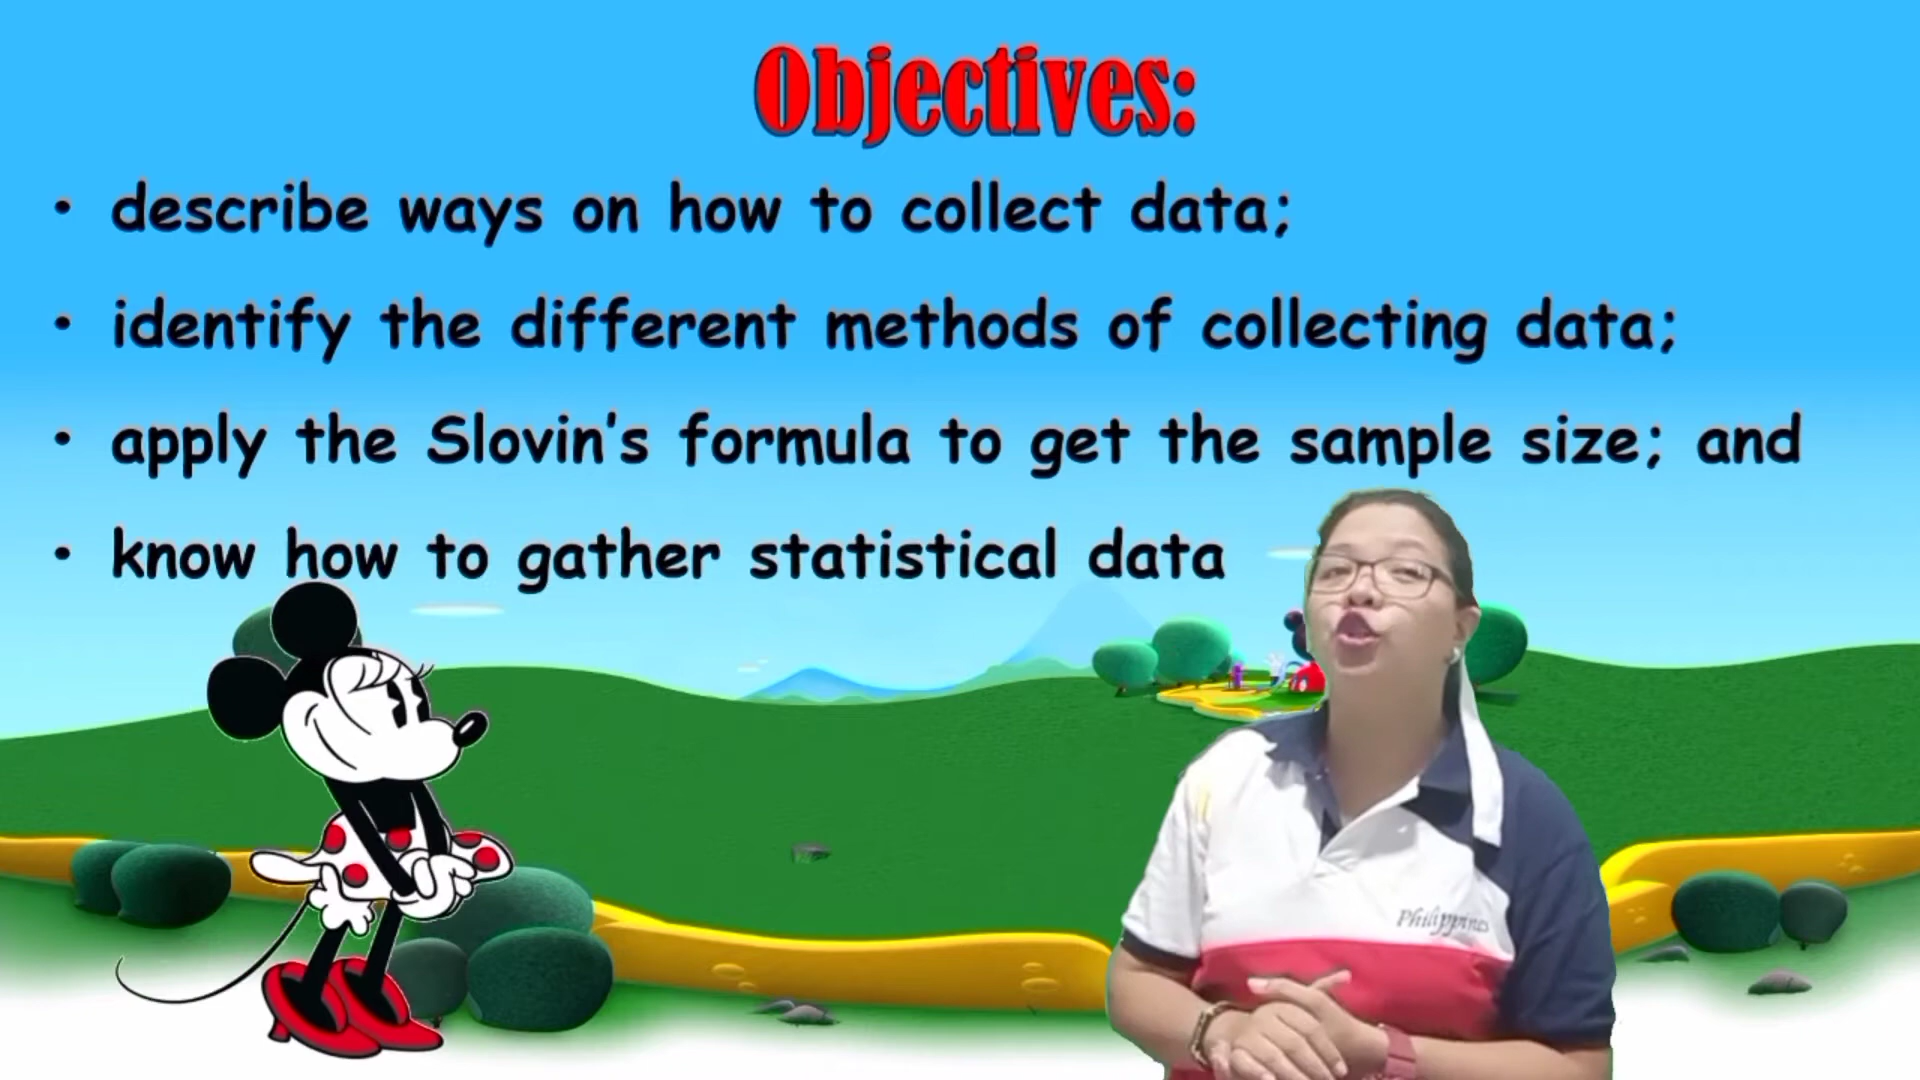 Objectives:
• describe ways on how to collect data;
• identify the different methods of collecting data;
• apply the Slovin's formula to get the sample size; and
• know how to gather statistical data
Philippines